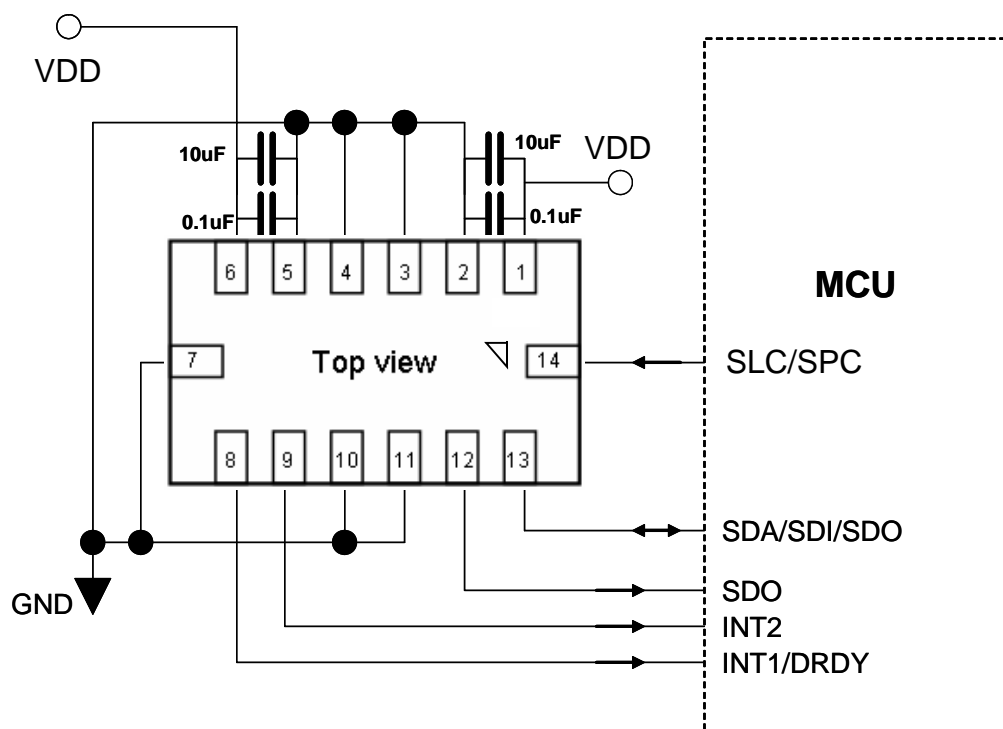 VDD
10uF
10uF
VDD
0.1uF
0.1uF
6 5 4 3 2 1
MCU
7 Top view 14
SLC/SPC
8 9 10 11 12 13
SDA/SDI/SDO
GND
SDO
INT2
INT1/DRDY